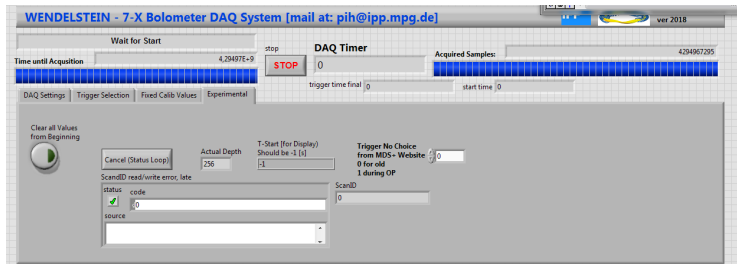 WENDELSTEIN - 7-X Bolometer DAQ System [mail at: pih@ipp.mpg.de]
IPP
ver 2018
Wait for Start
Time until Acqusition
4,29497E+9
stop
STOP
DAQ Timer
0
Acquired Samples:
4294967295
trigger time final
0
start time
0
DAQ Settings
Trigger Selection
Fixed Calib Values
Experimental
Clear all Values
from Beginning
Cancel (Status Loop)
Actual Depth
256
T-Start [for Display)
Should be -1 [s]
-1
Trigger No Choice
from MDS+ Website
0 for old
1 during OP
0
ScandID read/write error, late
status
code
0
source
ScanID
0